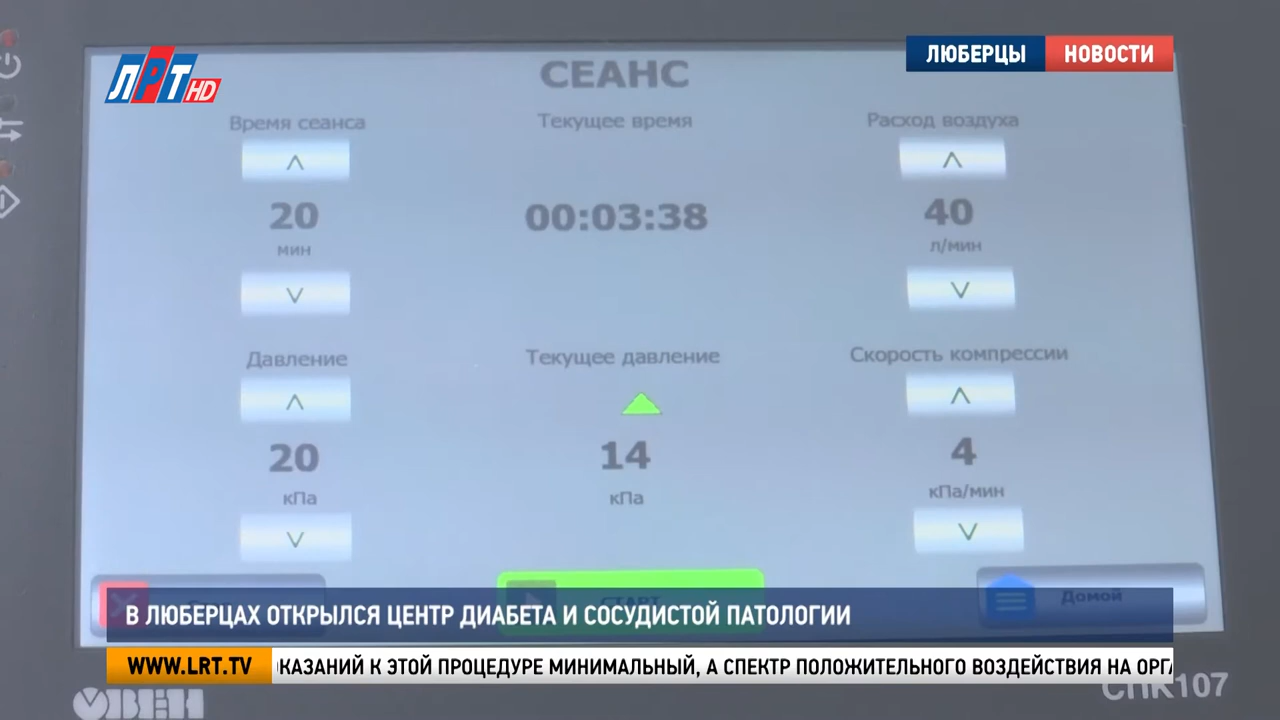 ЛРТ HD
ЛЮБЕРЦЫ НОВОСТИ
СЕАНС
Время сеанса Текущее время Расход воздуха
20 00:03:38 40
мин л/мин
Давление Текущее давление Скорость компрессии
20 14 4
кПа кПа кПа/мин
СТАРТ Домой
В ЛЮБЕРЦАХ ОТКРЫЛСЯ ЦЕНТР ДИАБЕТА И СОСУДИСТОЙ ПАТОЛОГИИ
WWW.LRT.TV ОКАЗАНИЙ К ЭТОЙ ПРОЦЕДУРЕ МИНИМАЛЬНЫЙ, А СПЕКТР ПОЛОЖИТЕЛЬНОГО ВОЗДЕЙСТВИЯ НА ОРГА
ОВЕН СПК107